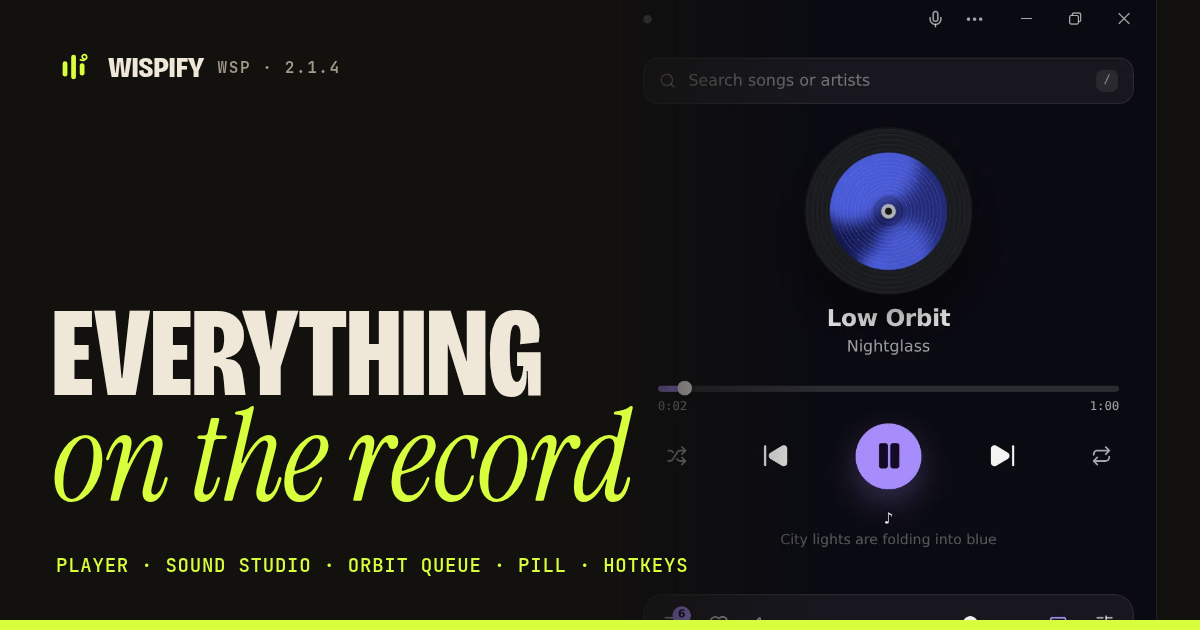 WISPIFY WSP · 2.1.4
Search songs or artists /
Low Orbit
Nightglass
0:02 1:00
EVERYTHING
on the record
♪
City lights are folding into blue
PLAYER · SOUND STUDIO · ORBIT QUEUE · PILL · HOTKEYS
6